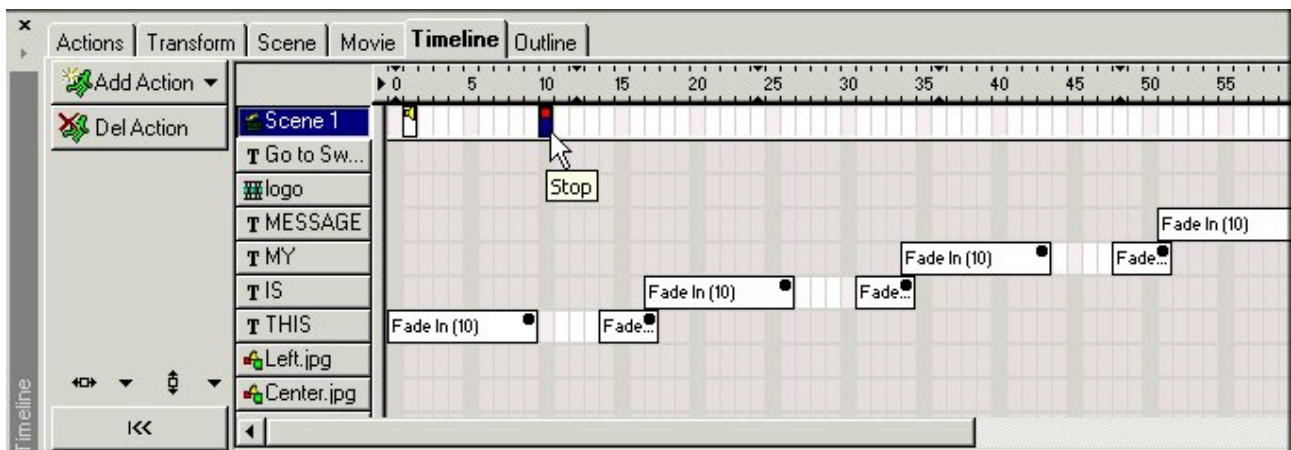 Actions Transform Scene Movie Timeline Outline
Add Action
0 5 10 15 20 25 30 35 40 45 50 55
Del Action
Scene 1
Go to Sw...
logo
Stop
MESSAGE
Fade In (10)
MY
Fade In (10) Fade...
IS
Fade In (10) Fade...
THIS
Fade In (10) Fade...
Left.jpg
Center.jpg
Timeline